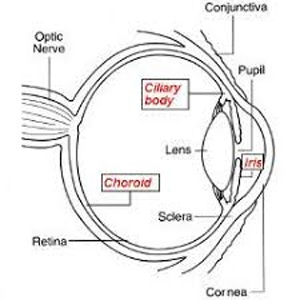 Conjunctiva
Optic
Nerve
Pupil
Ciliary
body
Lens
Iris
Choroid
Sclera
Retina
Cornea